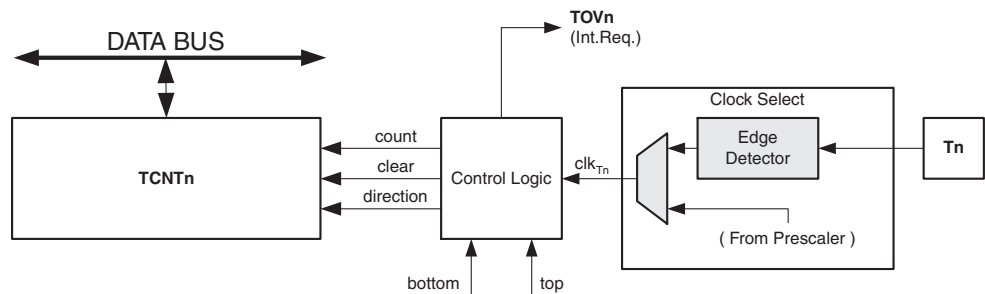 TOVn
(Int.Req.)
DATA BUS
Clock Select
count
Edge
Detector
Tn
TCNTn
clear
Control Logic
clkTn
direction
( From Prescaler )
bottom
top